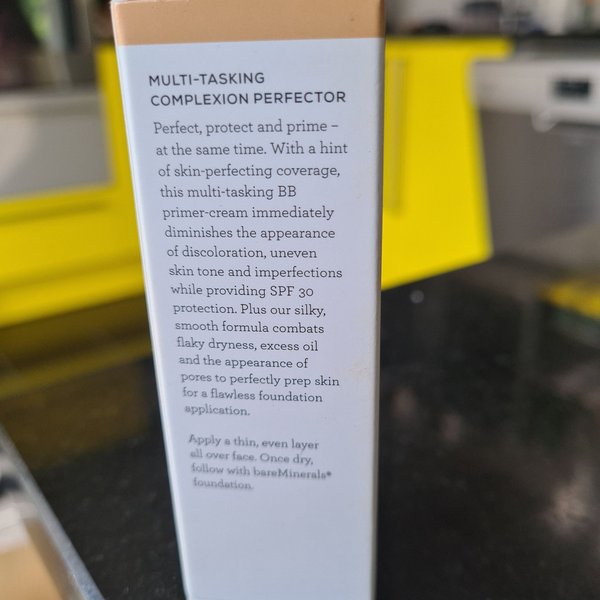 MULTI-TASKING
COMPLEXION PERFECTOR
Perfect, protect and prime –
at the same time. With a hint
of skin-perfecting coverage,
this multi-tasking BB
primer-cream immediately
diminishes the appearance
of discoloration, uneven
skin tone and imperfections
while providing SPF 30
protection. Plus our silky,
smooth formula combats
flaky dryness, excess oil
and the appearance of
pores to perfectly prep skin
for a flawless foundation
application.
Apply a thin, even layer
all over face. Once dry,
follow with bareMinerals®
foundation.